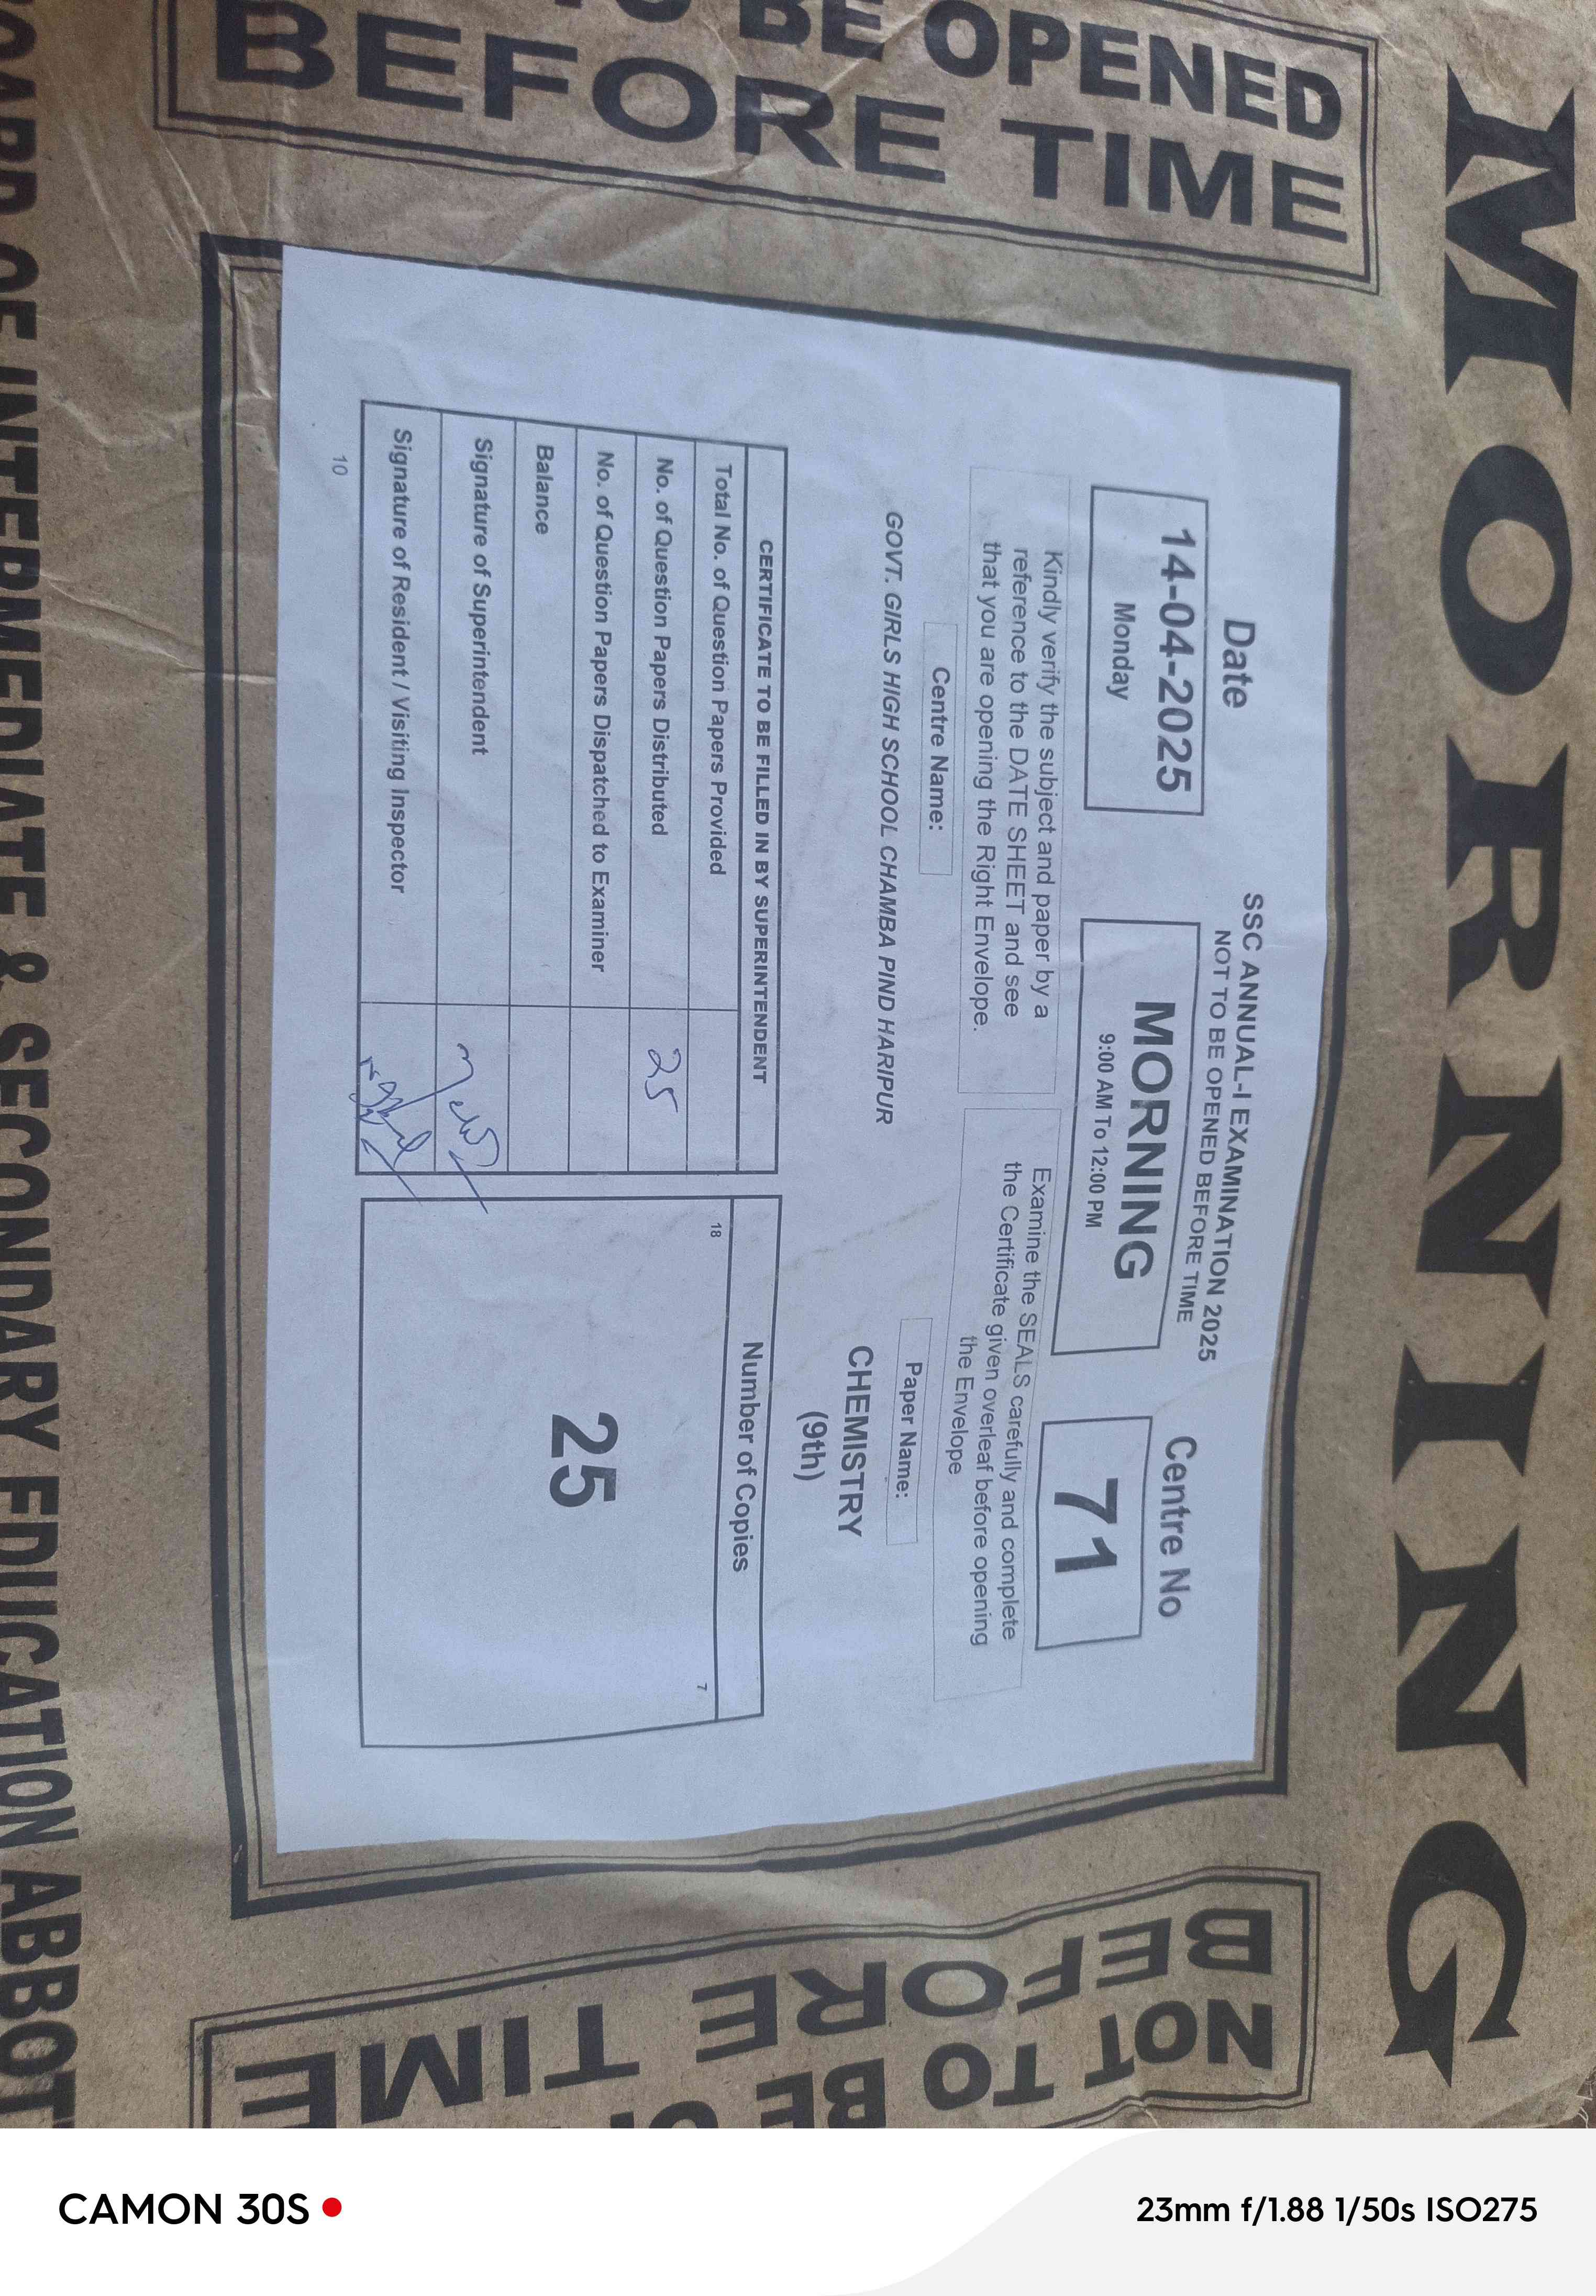 MORNING
TO BE OPENED
BEFORE TIME
SSC ANNUAL-I EXAMINATION 2025
NOT TO BE OPENED BEFORE TIME
Date
14-04-2025
Monday
MORNING
9:00 AM To 12:00 PM
Centre No
71
Kindly verify the subject and paper by a
reference to the DATE SHEET and see
that you are opening the Right Envelope.
Examine the SEALS carefully and complete
the Certificate given overleaf before opening
the Envelope
Centre Name:
GOVT. GIRLS HIGH SCHOOL CHAMBA PIND HARIPUR
Paper Name:
CHEMISTRY
(9th)
CERTIFICATE TO BE FILLED IN BY SUPERINTENDENT
Total No. of Question Papers Provided
No. of Question Papers Distributed 25
No. of Question Papers Dispatched to Examiner
Balance
Signature of Superintendent
Signature of Resident / Visiting Inspector
10
Number of Copies
18 7
25
NOT TO BE
BEFORE TIME
BOARD OF INTERMEDIATE & SECONDARY EDUCATION ABBOT
CAMON 30S
23mm f/1.88 1/50s ISO275